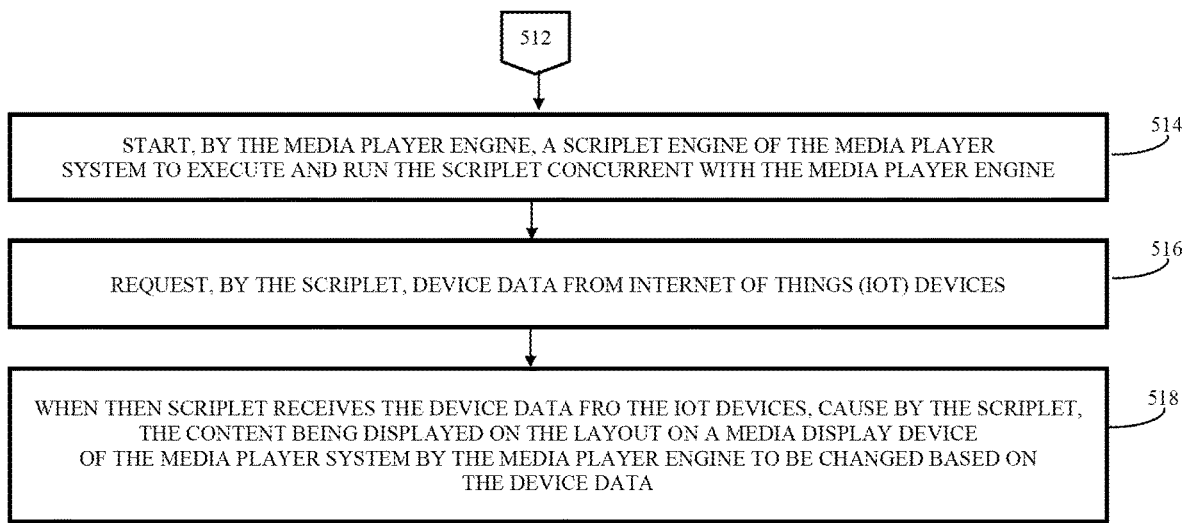 512
START, BY THE MEDIA PLAYER ENGINE, A SCRIPLET ENGINE OF THE MEDIA PLAYER
SYSTEM TO EXECUTE AND RUN THE SCRIPLET CONCURRENT WITH THE MEDIA PLAYER ENGINE
514
REQUEST, BY THE SCRIPLET, DEVICE DATA FROM INTERNET OF THINGS (IOT) DEVICES
516
WHEN THEN SCRIPLET RECEIVES THE DEVICE DATA FRO THE IOT DEVICES, CAUSE BY THE SCRIPLET,
THE CONTENT BEING DISPLAYED ON THE LAYOUT ON A MEDIA DISPLAY DEVICE
OF THE MEDIA PLAYER SYSTEM BY THE MEDIA PLAYER ENGINE TO BE CHANGED BASED ON
THE DEVICE DATA
518